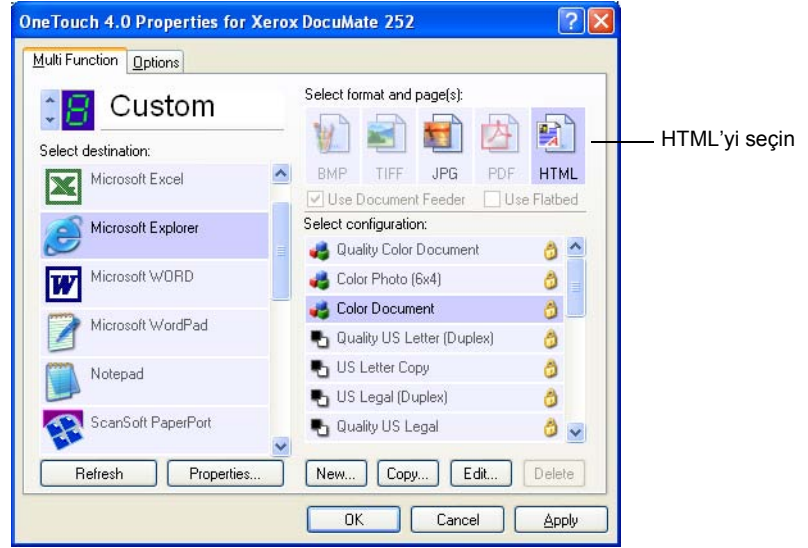 OneTouch 4.0 Properties for Xerox DocuMate 252
Multi Function
Options
8
Custom
Select destination:
Microsoft Excel
Microsoft Explorer
Microsoft WORD
Microsoft WordPad
Notepad
ScanSoft PaperPort
Refresh
Properties...
Select format and page(s):
BMP TIFF JPG PDF HTML
Use Document Feeder
Use Flatbed
Select configuration:
Quality Color Document
Color Photo (6x4)
Color Document
Quality US Letter (Duplex)
US Letter Copy
US Legal (Duplex)
Quality US Legal
New...
Copy...
Edit...
Delete
OK
Cancel
Apply
HTML’yi seçin